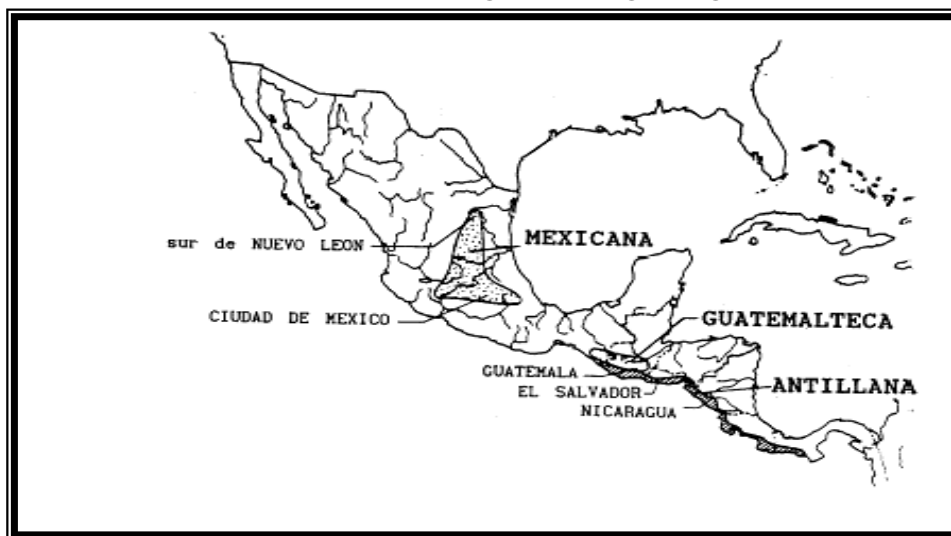 sur de NUEVO LEON
MEXICANA
CIUDAD DE MEXICO
GUATEMALTECA
GUATEMALA
EL SALVADOR
ANTILLANA
NICARAGUA